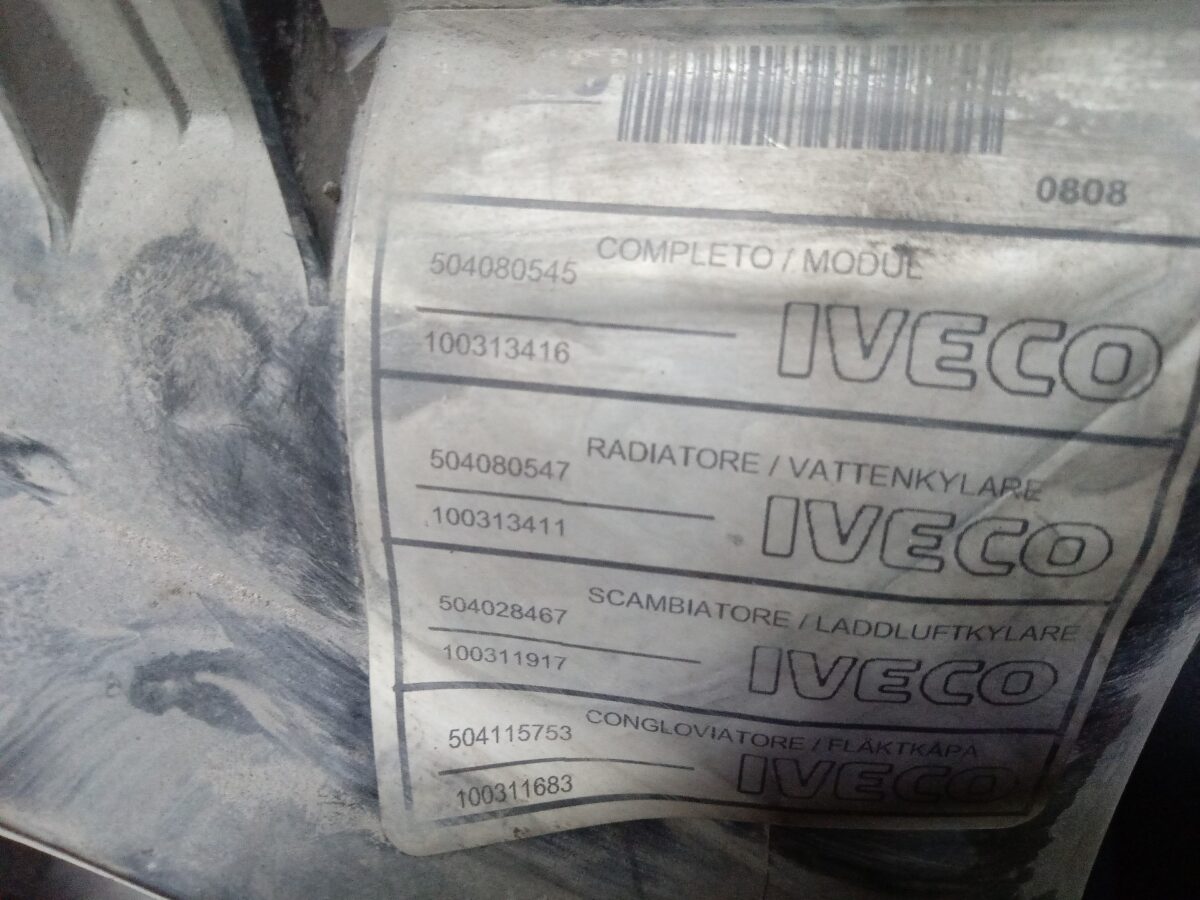 0808
COMPLETO / MODUL
504080545
100313416
IVECO
RADIATORE / VATTENKYLARE
504080547
100313411
IVECO
SCAMBIATORE / LADDLUFTKYLARE
504028467
100311917
IVECO
CONGLOVIATORE / FLÄKTKÅPA
504115753
100311683
IVECO